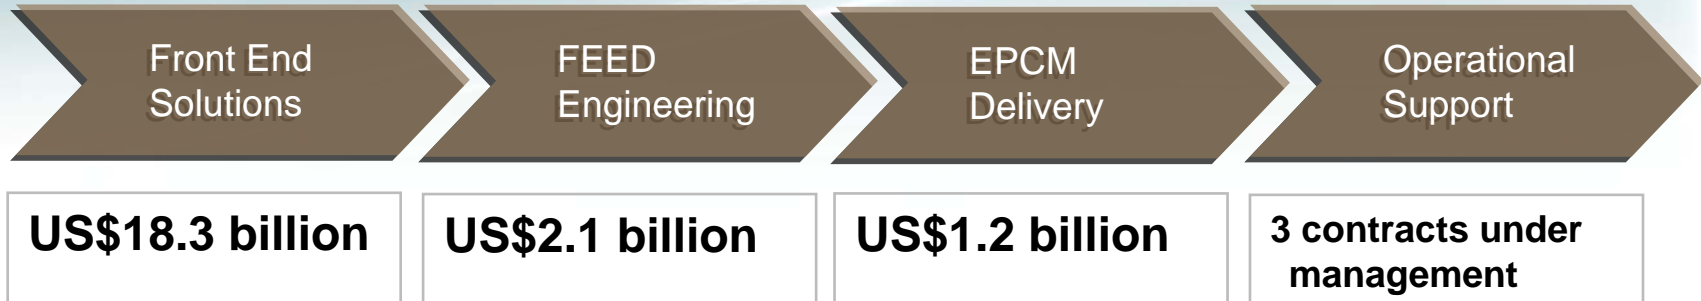 Front End
Solutions
FEED
Engineering
EPCM
Delivery
Operational
Support
US$18.3 billion
US$2.1 billion
US$1.2 billion
3 contracts under
management